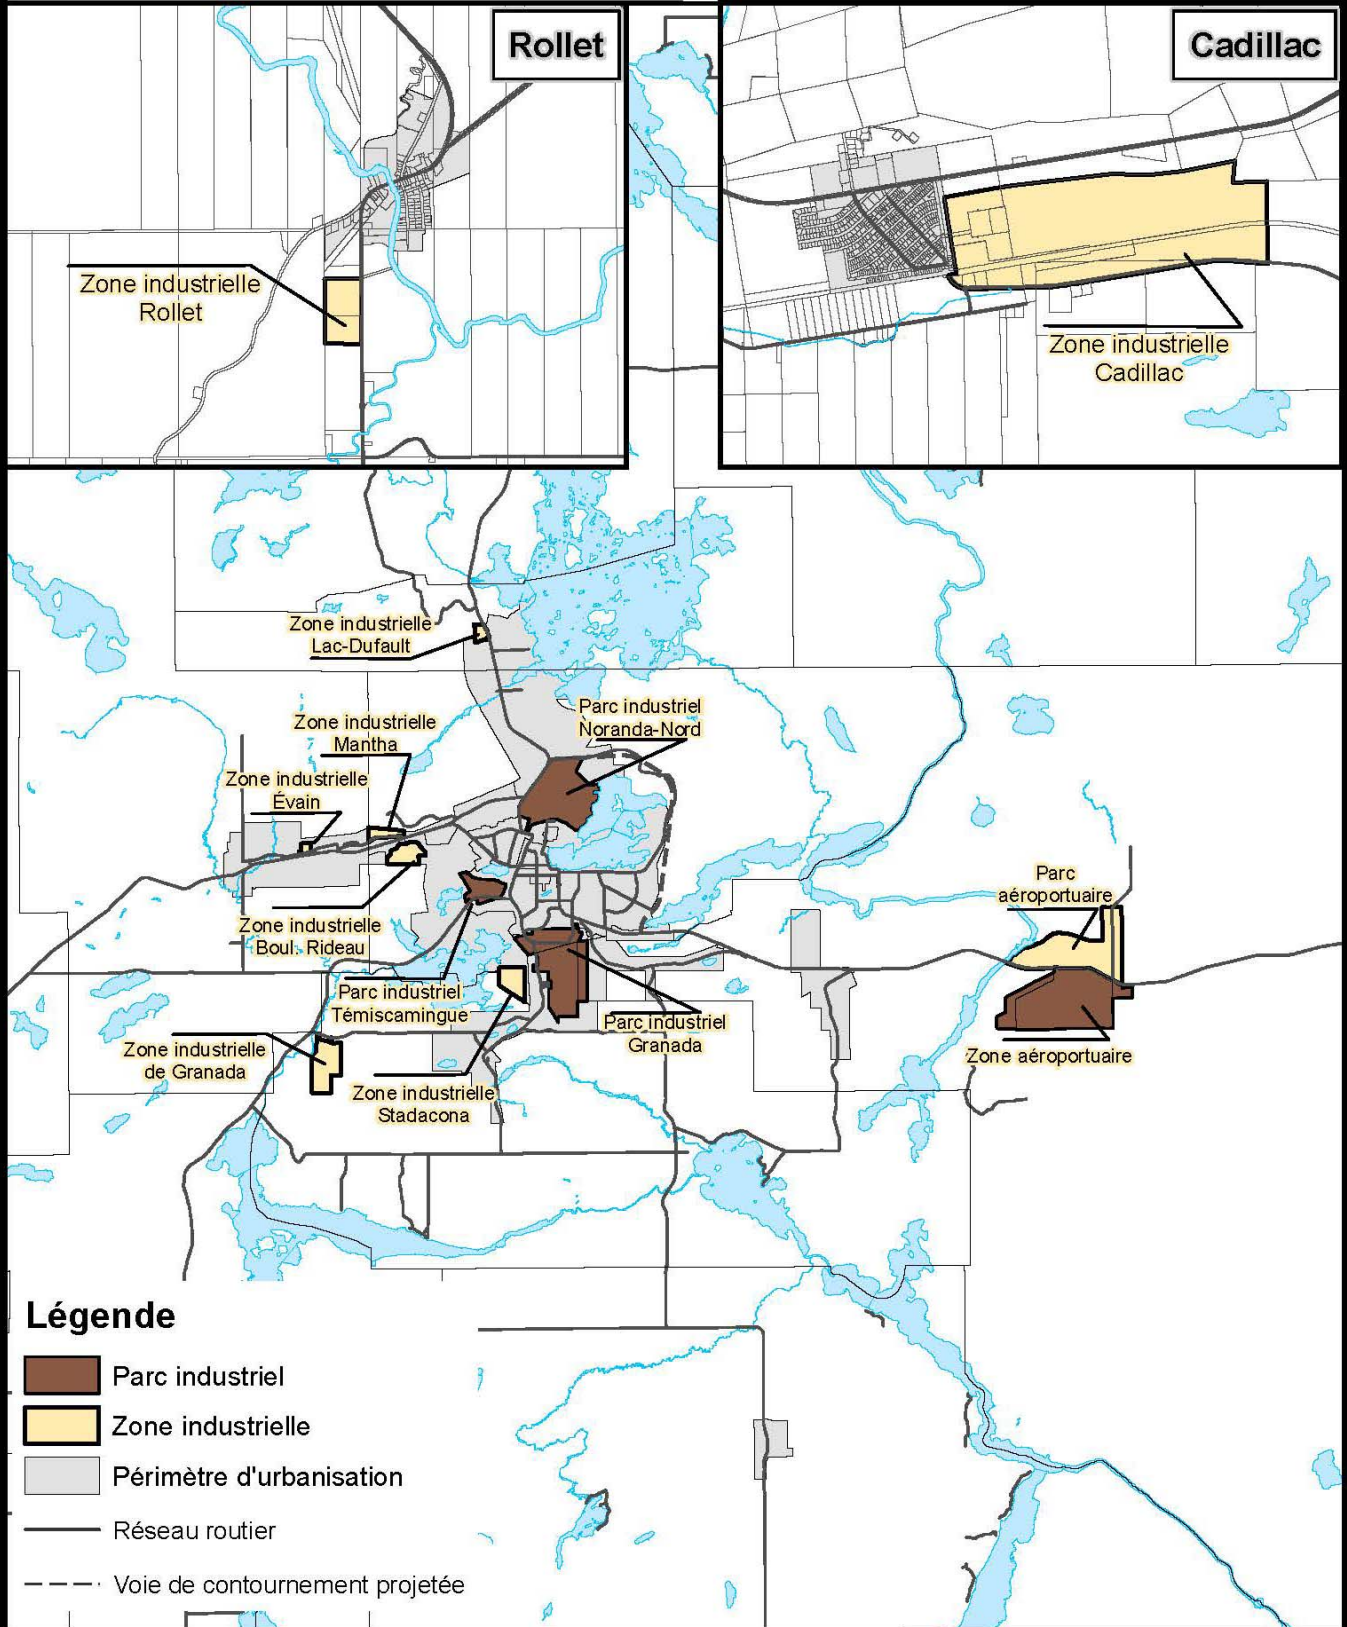 Rollet
Cadillac
Zone industrielle
Rollet
Zone industrielle
Cadillac
Zone industrielle
Lac-Dufault
Parc industriel
Noranda-Nord
Zone industrielle
Mantha
Zone industrielle
Évain
Parc
aéroportuaire
Zone industrielle
Boul. Rideau
Parc industriel
Témiscamingue
Parc industriel
Granada
Zone industrielle
de Granada
Zone aéroportuaire
Zone industrielle
Stadacona
Légende
Parc industriel
Zone industrielle
Périmètre d'urbanisation
Réseau routier
Voie de contournement projetée